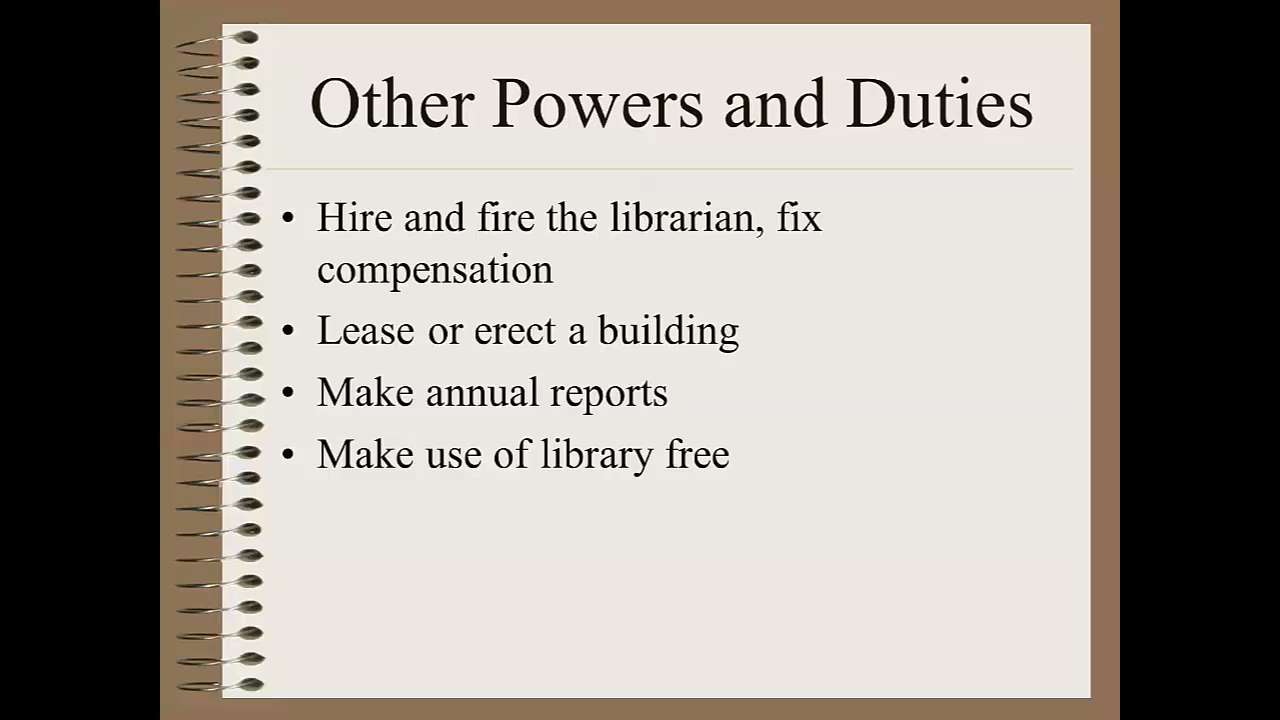 Other Powers and Duties
• Hire and fire the librarian, fix
compensation
• Lease or erect a building
• Make annual reports
• Make use of library free